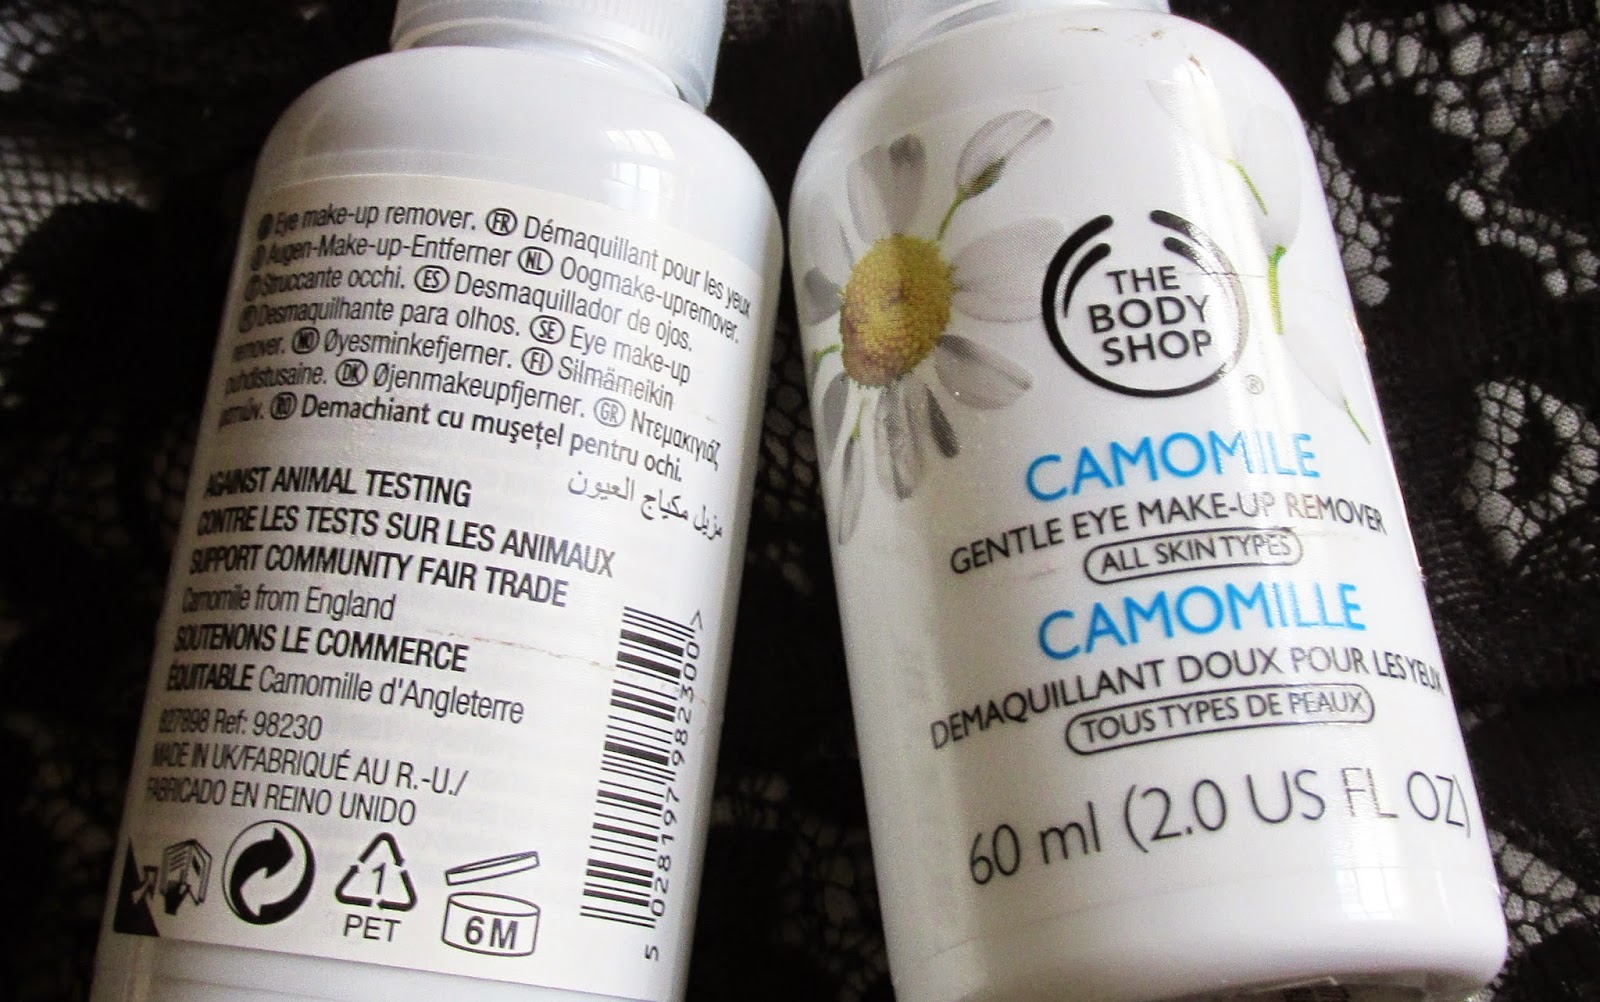 Eye make-up remover. FR Démaquillant pour les yeux
Augen-Make-up-Entferner NL Oogmake-upremover.
Struccante occhi. ES Desmaquillador de ojos.
Desmaquilhante para olhos. SE Eye make-up
remover. NO Øyesminkefjerner. FI Silmämeikin
puhdistusaine. DK Øjenmakeupfjerner. GR Ντεμακιγιάζ
ματιών. RO Demachiant cu muşeţel pentru ochi.
مزيل مكياج العيون
AGAINST ANIMAL TESTING
CONTRE LES TESTS SUR LES ANIMAUX
SUPPORT COMMUNITY FAIR TRADE
Camomile from England
SOUTENONS LE COMMERCE
ÉQUITABLE Camomille d'Angleterre
827898 Ref: 98230
MADE IN UK/FABRIQUÉ AU R.-U./
FABRICADO EN REINO UNIDO
1
PET
6M
5 028197 982300 >
THE
BODY
SHOP
®
CAMOMILE
GENTLE EYE MAKE-UP REMOVER
ALL SKIN TYPES
CAMOMILLE
DEMAQUILLANT DOUX POUR LES YEUX
TOUS TYPES DE PEAUX
60 ml (2.0 US FL OZ)